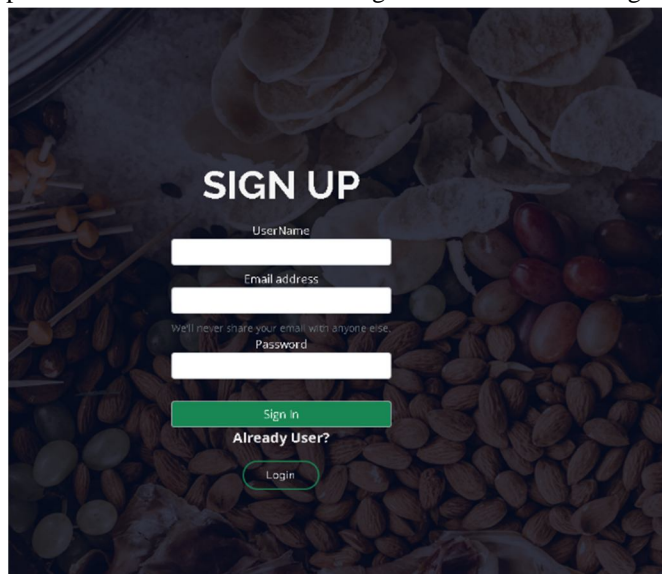 SIGN UP
UserName
Email address
We'll never share your email with anyone else.
Password
Sign In
Already User?
Login